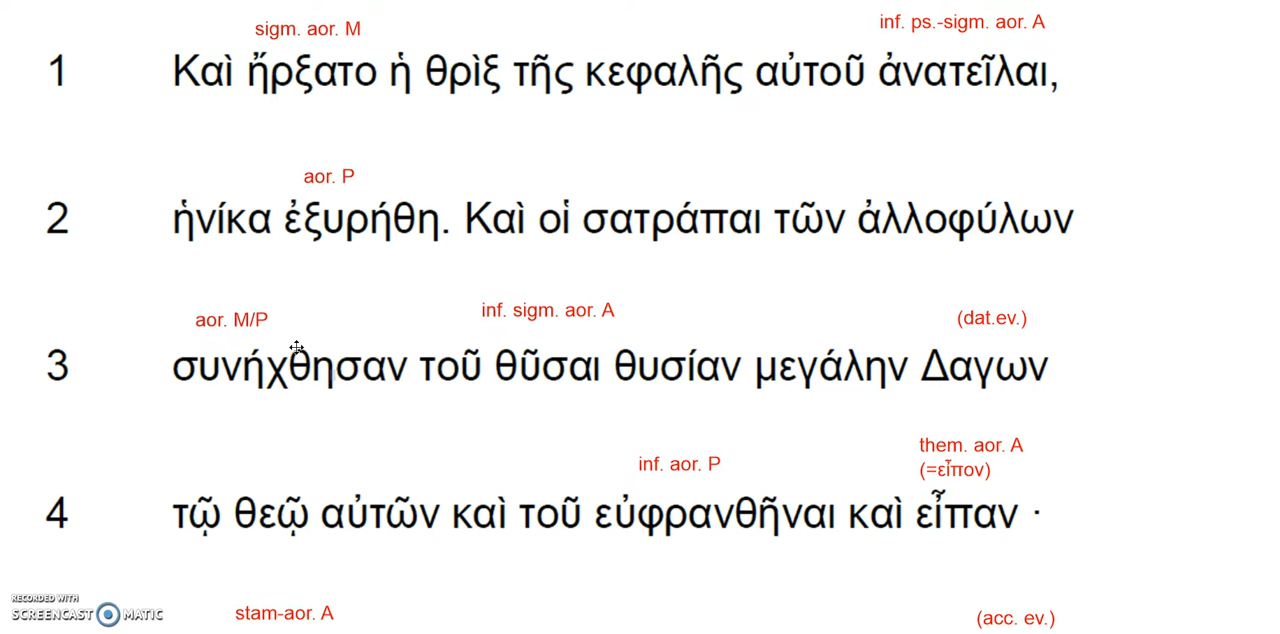 sigm. aor. M inf. ps.-sigm. aor. A
1 Καὶ ἤρξατο ἡ θρὶξ τῆς κεφαλῆς αὐτοῦ ἀνατεῖλαι,
aor. P
2 ἡνίκα ἐξυρήθη. Καὶ οἱ σατράπαι τῶν ἀλλοφύλων
aor. M/P inf. sigm. aor. A (dat.ev.)
3 συνήχθησαν τοῦ θῦσαι θυσίαν μεγάλην Δαγων
inf. aor. P them. aor. A
(=εἶπον)
4 τῷ θεῷ αὐτῶν καὶ τοῦ εὐφρανθῆναι καὶ εἶπαν ·
stam-aor. A (acc. ev.)
RECORDED WITH
SCREENCAST MATIC